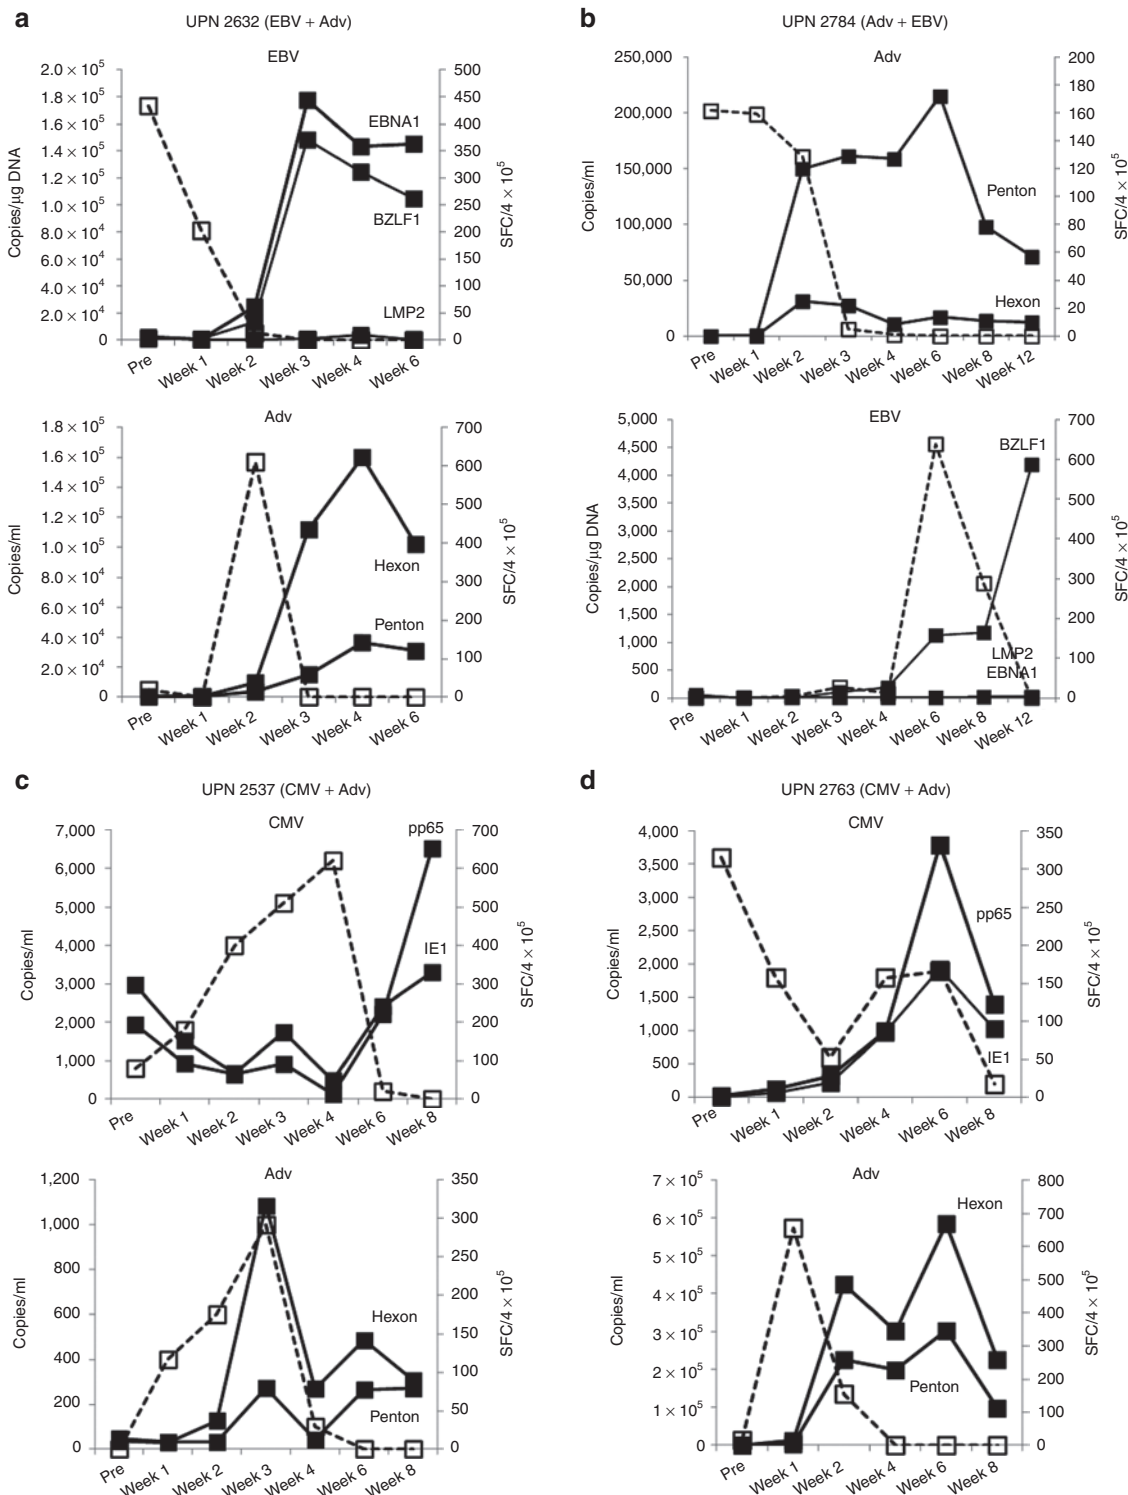 a
UPN 2632 (EBV + Adv)
EBV
2.0 × 10⁵
1.8 × 10⁵
1.6 × 10⁵
1.4 × 10⁵
1.2 × 10⁵
1.0 × 10⁵
8.0 × 10⁴
6.0 × 10⁴
4.0 × 10⁴
2.0 × 10⁴
0
Copies/μg DNA
500
450
400
350
300
250
200
150
100
50
0
SFC/4 × 10⁵
EBNA1
BZLF1
LMP2
Pre
Week 1
Week 2
Week 3
Week 4
Week 6
Adv
1.8 × 10⁵
1.6 × 10⁵
1.4 × 10⁵
1.2 × 10⁵
1.0 × 10⁵
8.0 × 10⁴
6.0 × 10⁴
4.0 × 10⁴
2.0 × 10⁴
0
Copies/ml
700
600
500
400
300
200
100
0
SFC/4 × 10⁵
Hexon
Penton
Pre
Week 1
Week 2
Week 3
Week 4
Week 6
b
UPN 2784 (Adv + EBV)
Adv
250,000
200,000
150,000
100,000
50,000
0
Copies/ml
200
180
160
140
120
100
80
60
40
20
0
SFC/4 × 10⁵
Penton
Hexon
Pre
Week 1
Week 2
Week 3
Week 4
Week 6
Week 8
Week 12
EBV
5,000
4,500
4,000
3,500
3,000
2,500
2,000
1,500
1,000
500
0
Copies/μg DNA
700
600
500
400
300
200
100
0
SFC/4 × 10⁵
BZLF1
LMP2
EBNA1
Pre
Week 1
Week 2
Week 3
Week 4
Week 6
Week 8
Week 12
c
UPN 2537 (CMV + Adv)
CMV
7,000
6,000
5,000
4,000
3,000
2,000
1,000
0
Copies/ml
700
600
500
400
300
200
100
0
SFC/4 × 10⁵
pp65
IE1
Pre
Week 1
Week 2
Week 3
Week 4
Week 6
Week 8
Adv
1,200
1,000
800
600
400
200
0
Copies/ml
350
300
250
200
150
100
50
0
SFC/4 × 10⁵
Hexon
Penton
Pre
Week 1
Week 2
Week 3
Week 4
Week 6
Week 8
d
UPN 2763 (CMV + Adv)
CMV
4,000
3,500
3,000
2,500
2,000
1,500
1,000
500
0
Copies/ml
350
300
250
200
150
100
50
0
SFC/4 × 10⁵
pp65
IE1
Pre
Week 1
Week 2
Week 4
Week 6
Week 8
Adv
7 × 10⁵
6 × 10⁵
5 × 10⁵
4 × 10⁵
3 × 10⁵
2 × 10⁵
1 × 10⁵
0
Copies/ml
800
700
600
500
400
300
200
100
0
SFC/4 × 10⁵
Hexon
Penton
Pre
Week 1
Week 2
Week 4
Week 6
Week 8